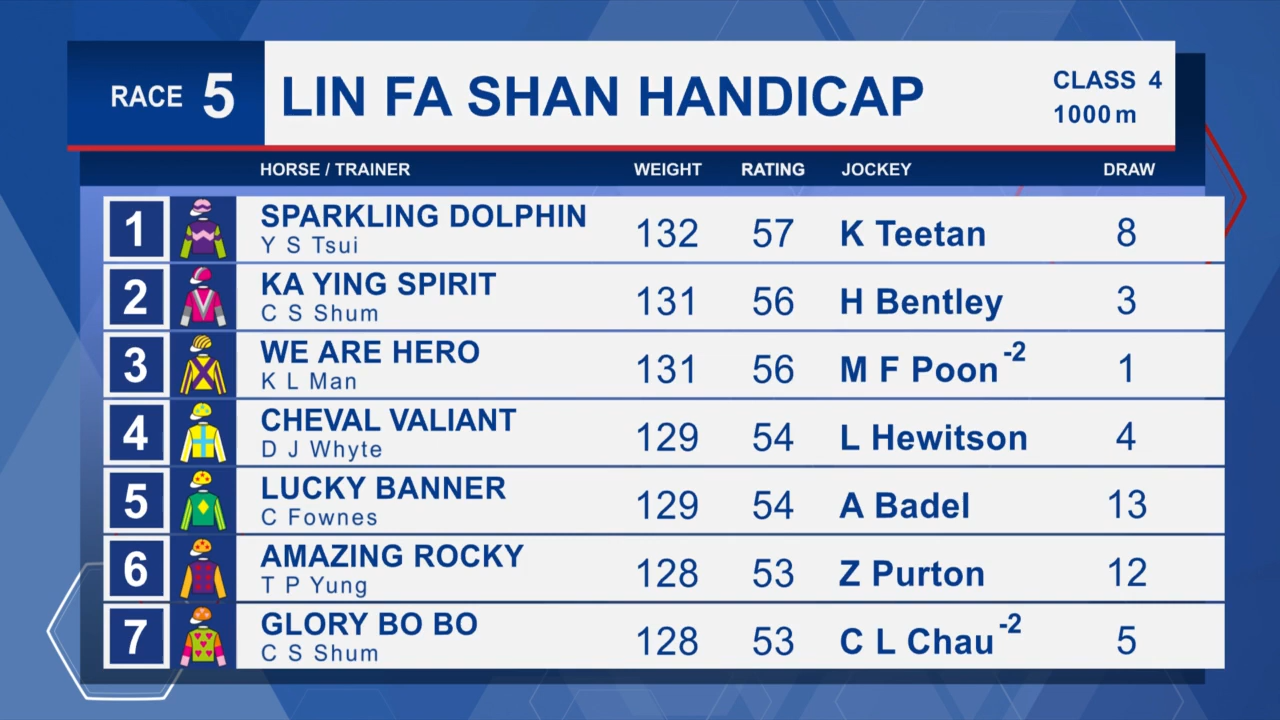 RACE 5 LIN FA SHAN HANDICAP CLASS 4
1000m
HORSE / TRAINER WEIGHT RATING JOCKEY DRAW
1 SPARKLING DOLPHIN 132 57 K Teetan 8
Y S Tsui
2 KA YING SPIRIT 131 56 H Bentley 3
C S Shum
3 WE ARE HERO 131 56 M F Poon -2 1
K L Man
4 CHEVAL VALIANT 129 54 L Hewitson 4
D J Whyte
5 LUCKY BANNER 129 54 A Badel 13
C Fownes
6 AMAZING ROCKY 128 53 Z Purton 12
T P Yung
7 GLORY BO BO 128 53 C L Chau -2 5
C S Shum